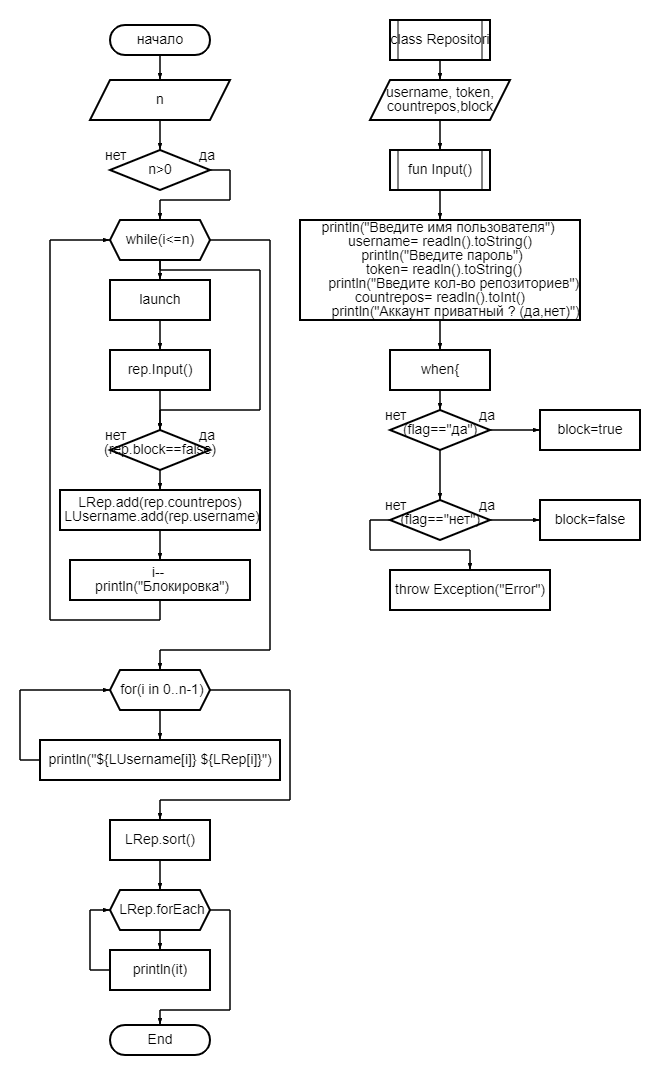 начало
n
нет
да
n>0
while(i<=n)
launch
rep.Input()
нет
да
(rep.block==false)
LRep.add(rep.countrepos)
LUsername.add(rep.username)
i--
println("Блокировка")
for(i in 0..n-1)
println("${LUsername[i]} ${LRep[i]}")
LRep.sort()
LRep.forEach
println(it)
End
class Repositori
username, token,
countrepos,block
fun Input()
println("Введите имя пользователя")
username= readln().toString()
println("Введите пароль")
token= readln().toString()
println("Введите кол-во репозиториев")
countrepos= readln().toInt()
println("Аккаунт приватный ? (да,нет)")
when{
нет
да
(flag=="да")
block=true
нет
да
(flag=="нет")
block=false
throw Exception("Error")